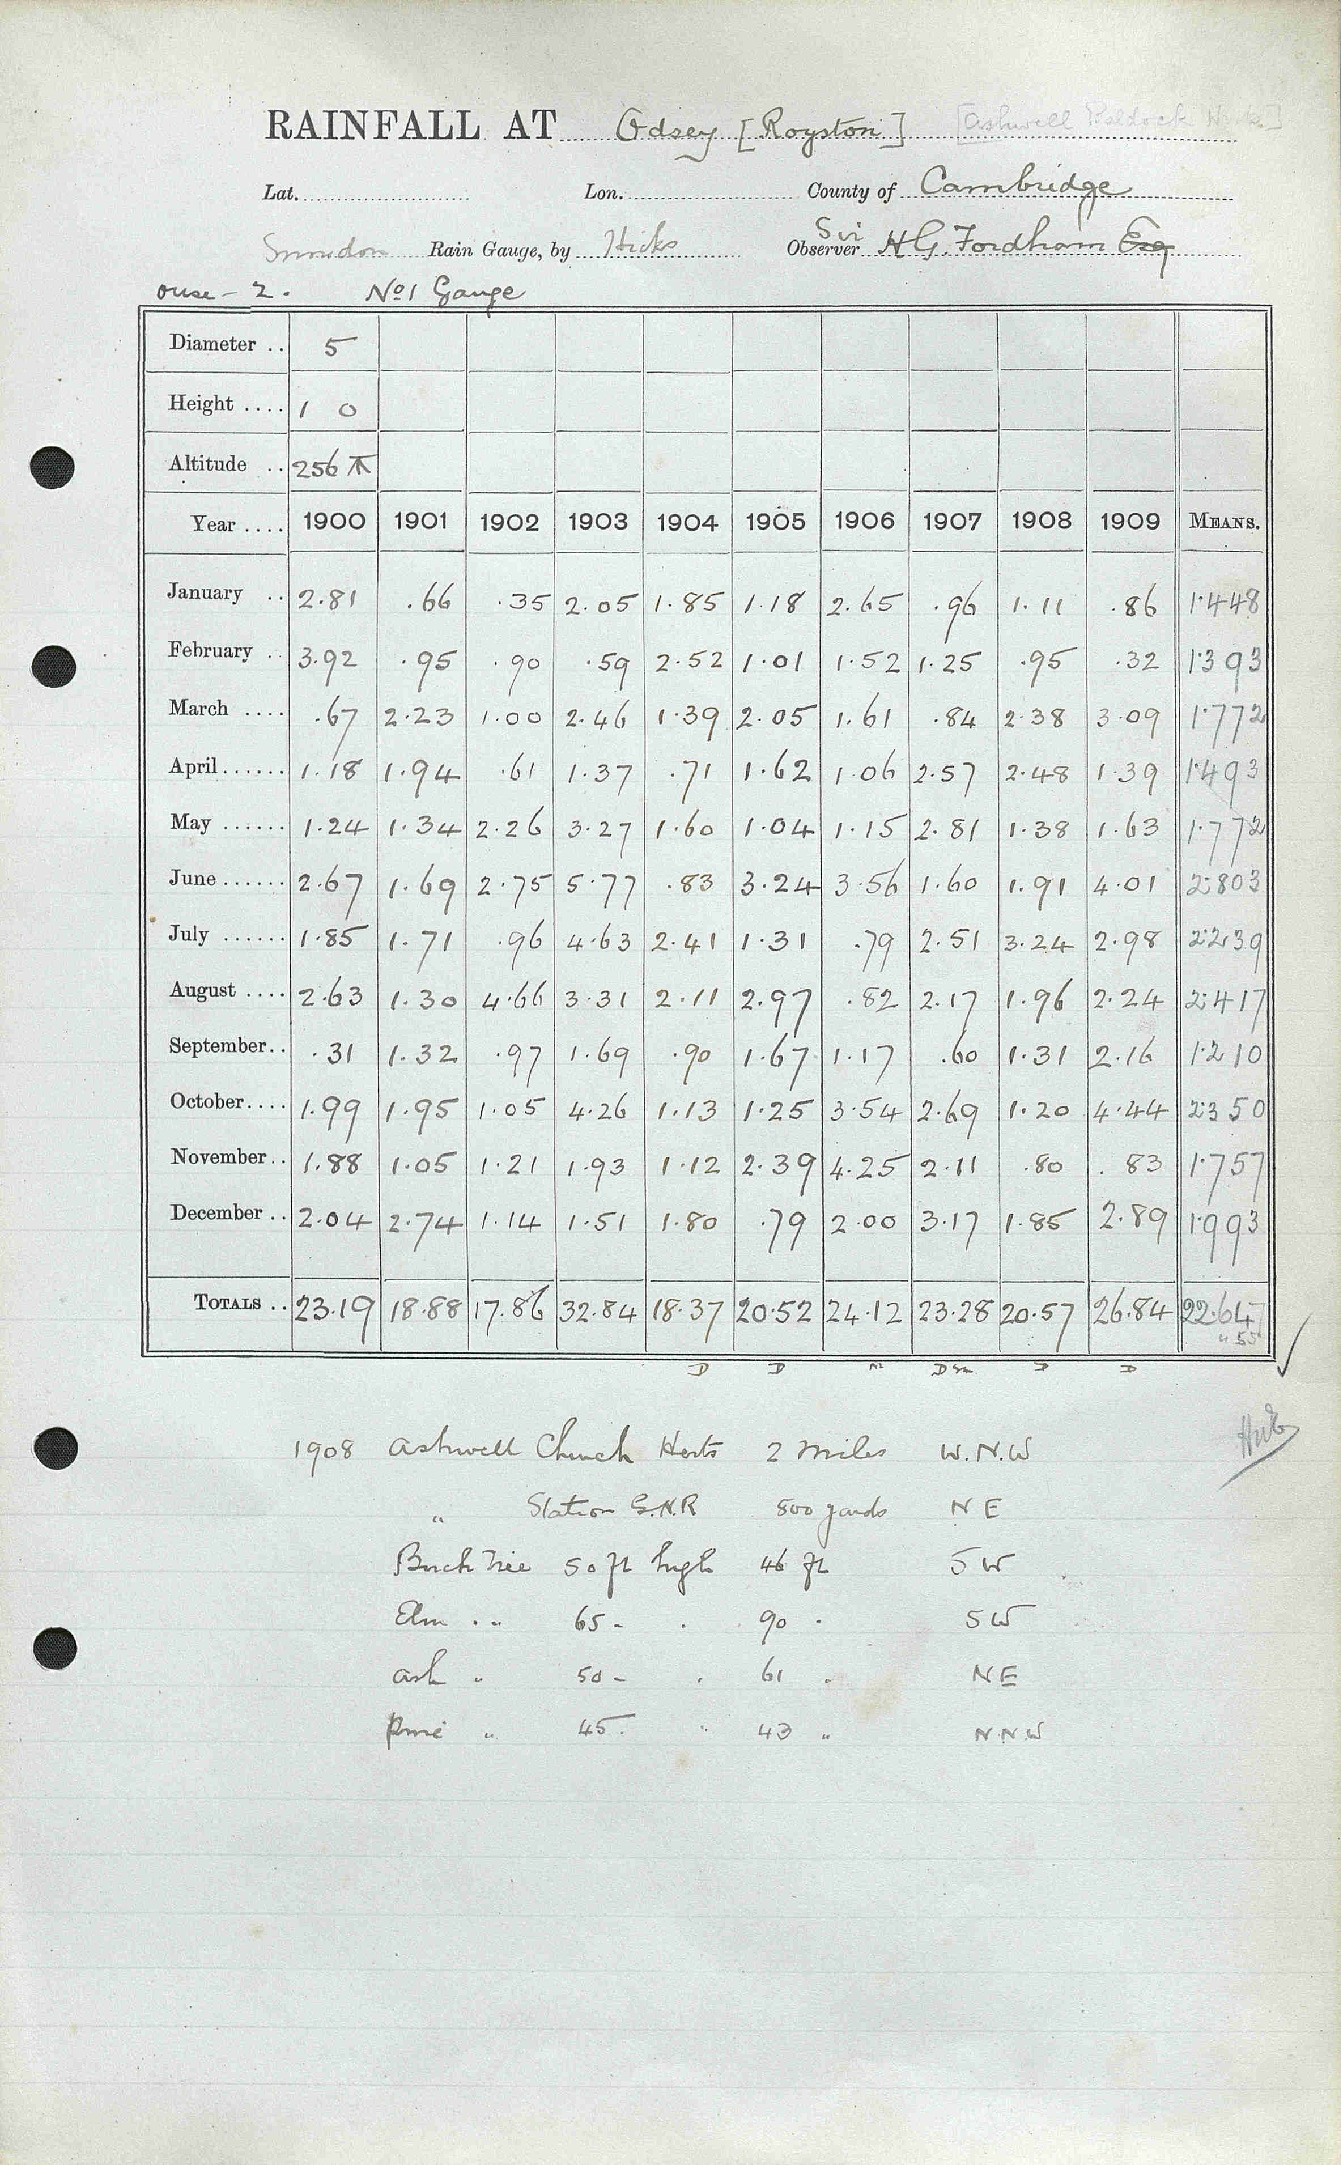 RAINFALL AT Odsey [Royston] [Ashwell Baldock Herts]
Lat. Lon. County of Cambridge
Snowdon Rain Gauge, by Hicks Observer Sir H G. Fordham Esq
Ouse - 2. No 1 Gauge
Diameter .. 5
Height .... 1 0
Altitude .. 256
Year .... 1900 1901 1902 1903 1904 1905 1906 1907 1908 1909 MEANS.
January .. 2.81 .66 .35 2.05 1.85 1.18 2.65 .96 1.11 .86 1.448
February .. 3.92 .95 .90 .59 2.52 1.01 1.52 1.25 .95 .32 1.393
March .... .67 2.23 1.00 2.46 1.39 2.05 1.61 .84 2.38 3.09 1.772
April...... 1.18 1.94 .61 1.37 .71 1.62 1.06 2.57 2.48 1.39 1.493
May ...... 1.24 1.34 2.26 3.27 1.60 1.04 1.15 2.81 1.38 1.63 1.772
June...... 2.67 1.69 2.75 5.77 .83 3.24 3.56 1.60 1.91 4.01 2.803
July ...... 1.85 1.71 .96 4.63 2.41 1.31 .79 2.51 3.24 2.98 2.239
August .... 2.63 1.30 4.66 3.31 2.11 2.97 .82 2.17 1.96 2.24 2.417
September.. .31 1.32 .97 1.69 .90 1.67 1.17 .60 1.31 2.16 1.210
October.... 1.99 1.95 1.05 4.26 1.13 1.25 3.54 2.69 1.20 4.44 2.350
November.. 1.88 1.05 1.21 1.93 1.12 2.39 4.25 2.11 .80 .83 1.757
December .. 2.04 2.74 1.14 1.51 1.80 .79 2.00 3.17 1.85 2.89 1.993
TOTALS .. 23.19 18.88 17.86 32.84 18.37 20.52 24.12 23.28 20.57 26.84 22.647
" 55
D D D D
1908 Ashwell Church Herts 2 miles W.N.W
" Station G.N.R 800 yards N E
Birch Tree 50 ft high 46 ft S W
Elm " 65 " " 90 " S W
Ash " 50 " " 61 " N E
Pine " 45 " " 43 " N.N.W